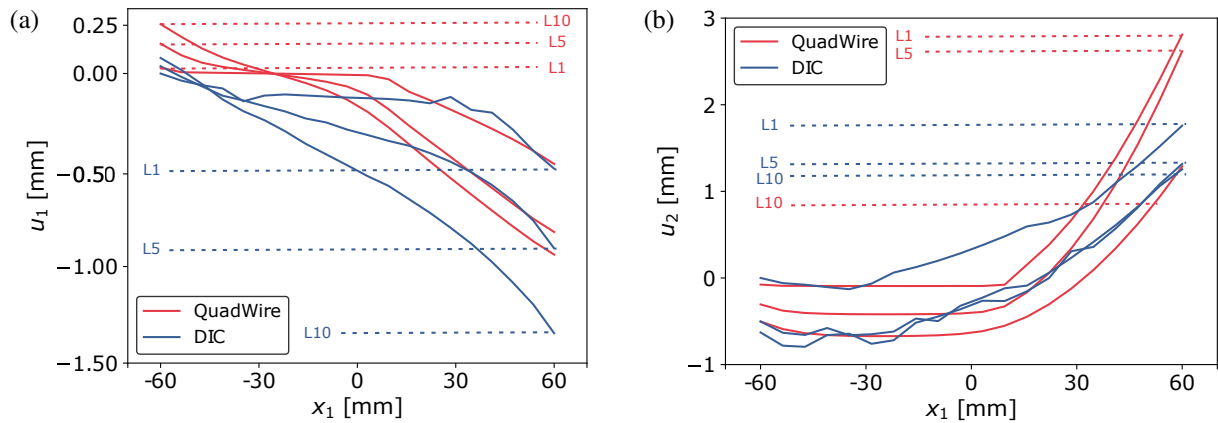 (a)
0.25
0.00
−0.50
−1.00
−1.50
u1 [mm]
L10
L5
L1
L1
L5
L10
QuadWire
DIC
-60
-30
0
30
60
x1 [mm]
(b)
3
2
1
0
−1
u2 [mm]
QuadWire
DIC
L1
L5
L1
L5
L10
L10
-60
-30
0
30
60
x1 [mm]